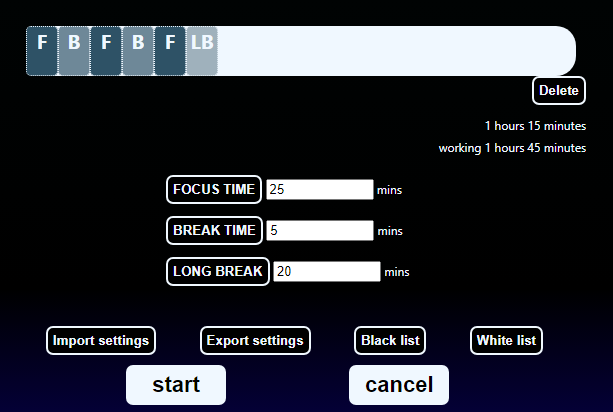 F B F B F LB
Delete
1 hours 15 minutes
working 1 hours 45 minutes
FOCUS TIME 25 mins
BREAK TIME 5 mins
LONG BREAK 20 mins
Import settings Export settings Black list White list
start cancel